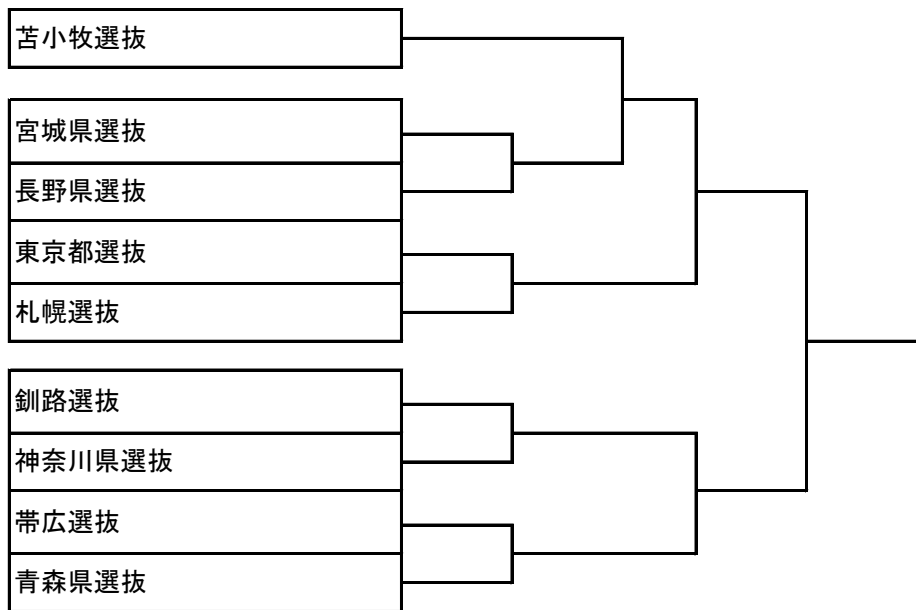 苫小牧選抜
宮城県選抜
長野県選抜
東京都選抜
札幌選抜
釧路選抜
神奈川県選抜
帯広選抜
青森県選抜